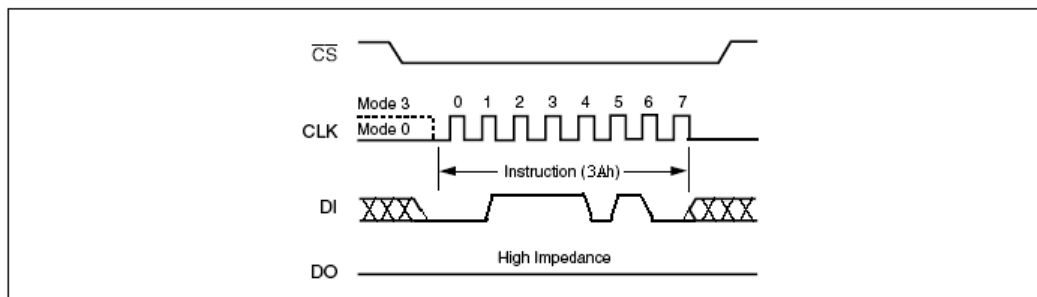 CS
Mode 3
0 1 2 3 4 5 6 7
CLK
Mode 0
Instruction (3Ah)
DI
High Impedance
DO